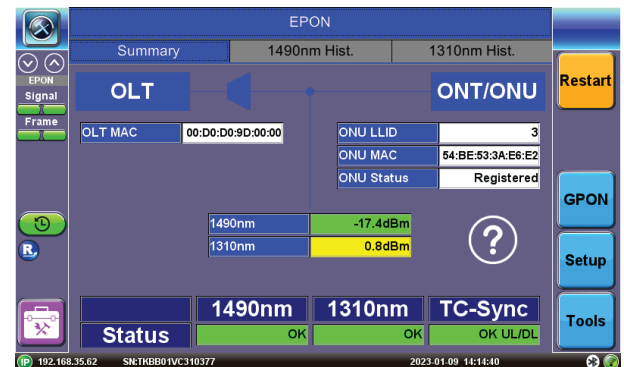 EPON
Summary 1490nm Hist. 1310nm Hist.
EPON
Signal
Frame
OLT
ONT/ONU
Restart
OLT MAC 00:D0:D0:9D:00:00
ONU LLID 3
ONU MAC 54:BE:53:3A:E6:E2
ONU Status Registered
GPON
1490nm -17.4dBm
1310nm 0.8dBm
?
R
Setup
1490nm 1310nm TC-Sync
Status OK OK OK UL/DL
Tools
IP 192.168.35.62 SN:TKBB01VC310377 2023-01-09 14:14:40